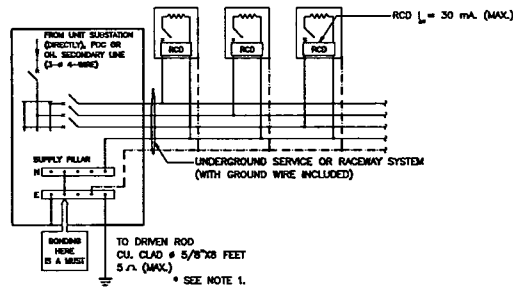 RCD I = 30 mA. (MAX.)
RCD
RCD
RCD
FROM UNIT SUBSTATION
(DIRECTLY), PDC OR
OH. SECONDARY LINE
(3-ø 4-WIRE)
SUPPLY PILLAR
N
E
UNDERGROUND SERVICE OR RACEWAY SYSTEM
(WITH GROUND WIRE INCLUDED)
BONDING
HERE
IS A MUST
TO DRIVEN ROD
CU. CLAD ø 5/8"X8 FEET
5 Ω (MAX.)
* SEE NOTE 1.